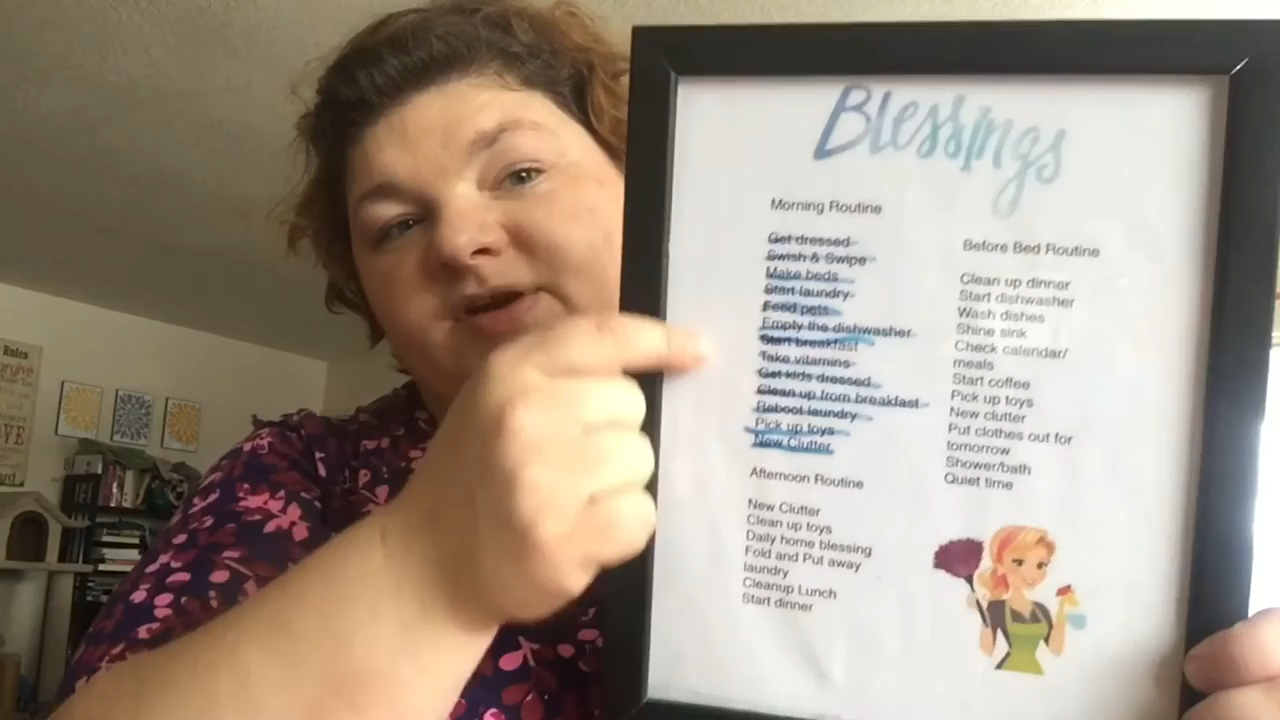 Blessings
Morning Routine
Get dressed
Swish & Swipe
Make beds
Start laundry
Feed pets
Empty the dishwasher
Start breakfast
Take vitamins
Get kids dressed
Clean up from breakfast
Reboot laundry
Pick up toys
New Clutter
Afternoon Routine
New Clutter
Clean up toys
Daily home blessing
Fold and Put away
laundry
Cleanup Lunch
Start dinner
Before Bed Routine
Clean up dinner
Start dishwasher
Wash dishes
Shine sink
Check calendar/
meals
Start coffee
Pick up toys
New clutter
Put clothes out for
tomorrow
Shower/bath
Quiet time
Rules